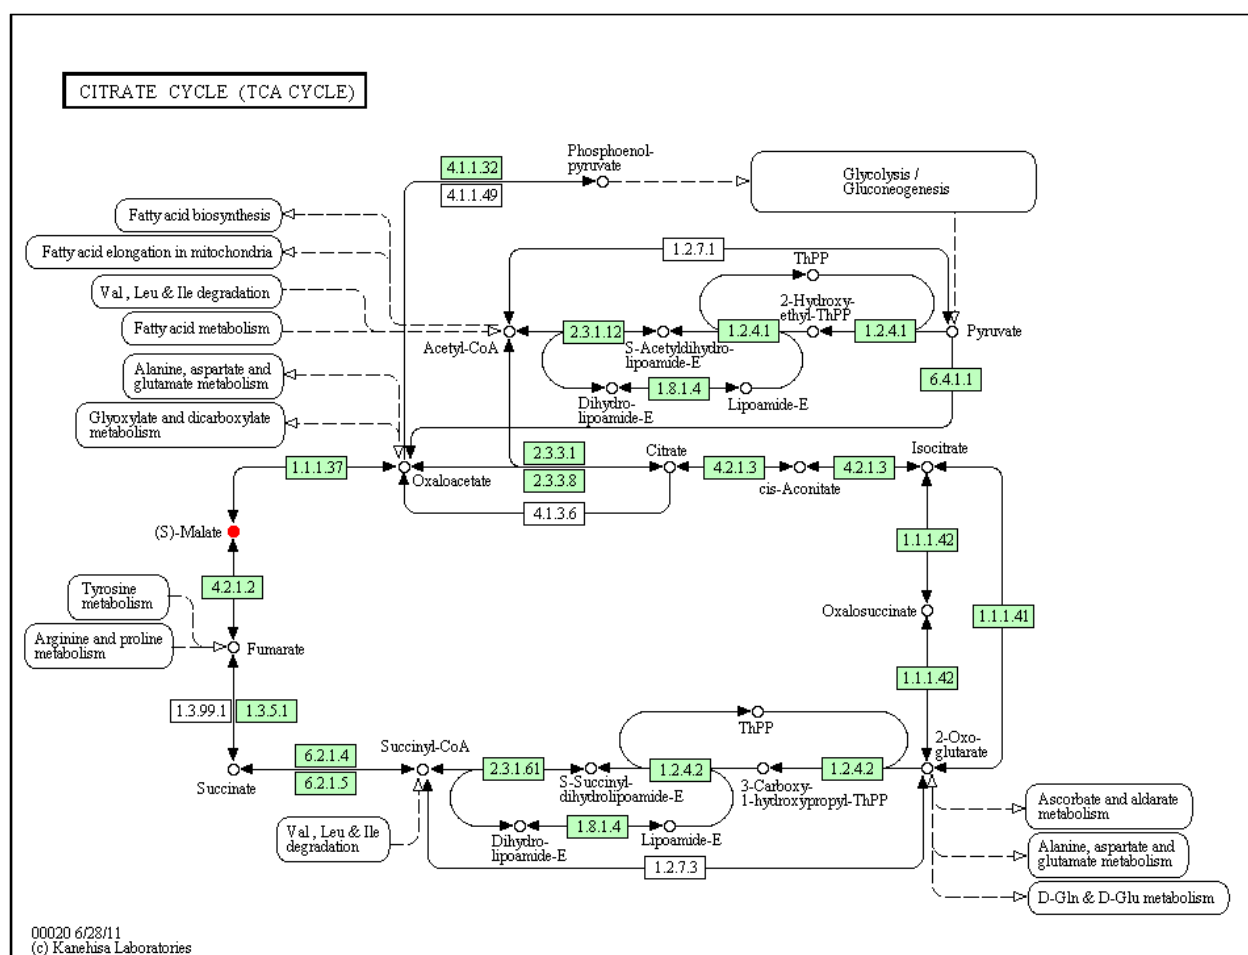 CITRATE CYCLE (TCA CYCLE)
Phosphoenol-
pyruvate
4.1.1.32
4.1.1.49
Glycolysis /
Gluconeogenesis
Fatty acid biosynthesis
Fatty acid elongation in mitochondria
Val , Leu & Ile degradation
Fatty acid metabolism
Alanine, aspartate and
glutamate metabolism
Glyoxylate and dicarboxylate
metabolism
1.2.7.1
ThPP
2-Hydroxy-
ethyl-ThPP
2.3.1.12
1.2.4.1
1.2.4.1
Acetyl-CoA
S-Acetyldihydro-
lipoamide-E
Pyruvate
1.8.1.4
Dihydro-
lipoamide-E
Lipoamide-E
6.4.1.1
1.1.1.37
Oxaloacetate
2.3.3.1
2.3.3.8
4.1.3.6
Citrate
4.2.1.3
cis-Aconitate
4.2.1.3
Isocitrate
(S)-Malate
1.1.1.42
4.2.1.2
Tyrosine
metabolism
Arginine and proline
metabolism
Fumarate
Oxalosuccinate
1.1.1.41
1.1.1.42
1.3.99.1
1.3.5.1
ThPP
6.2.1.4
6.2.1.5
Succinate
Succinyl-CoA
2.3.1.61
S-Succinyl-
dihydrolipoamide-E
1.2.4.2
3-Carboxy-
1-hydroxypropyl-ThPP
1.2.4.2
2-Oxo-
glutarate
Val , Leu & Ile
degradation
1.8.1.4
Dihydro-
lipoamide-E
Lipoamide-E
1.2.7.3
Ascorbate and aldarate
metabolism
Alanine, aspartate and
glutamate metabolism
D-Gln & D-Glu metabolism
00020 6/28/11
(c) Kanehisa Laboratories